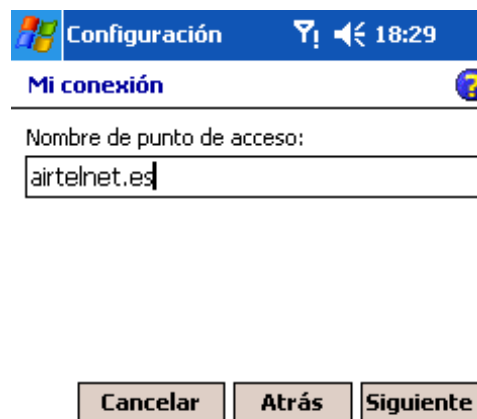 Configuración 18:29
Mi conexión
Nombre de punto de acceso:
airtelnet.es
Cancelar Atrás Siguiente